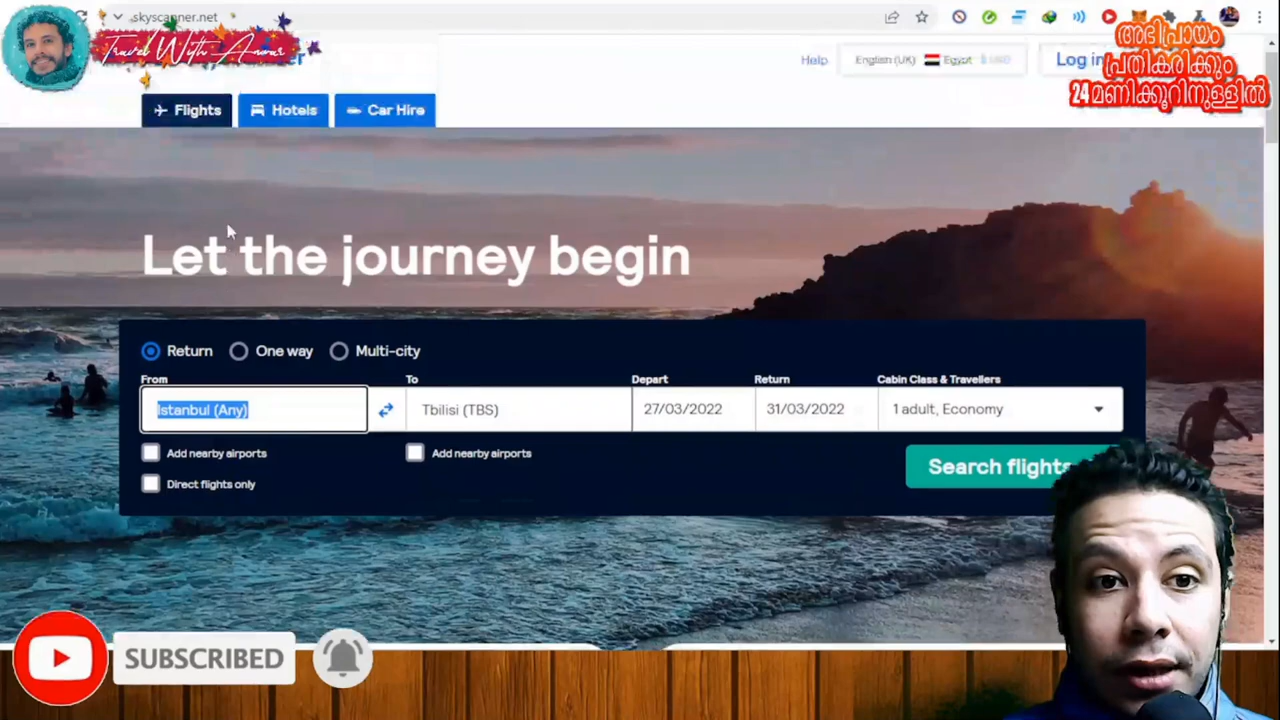 skyscanner.net
Travel With Anwar
Help
English (UK) Egypt $ USD
Log in
അഭിപ്രായം
പ്രതികരിക്കും
24 മണിക്കൂറിനുള്ളിൽ
Flights
Hotels
Car Hire
Let the journey begin
Return
One way
Multi-city
From
To
Depart
Return
Cabin Class & Travellers
Istanbul (Any)
Tbilisi (TBS)
27/03/2022
31/03/2022
1 adult, Economy
Add nearby airports
Add nearby airports
Direct flights only
Search flights
SUBSCRIBED